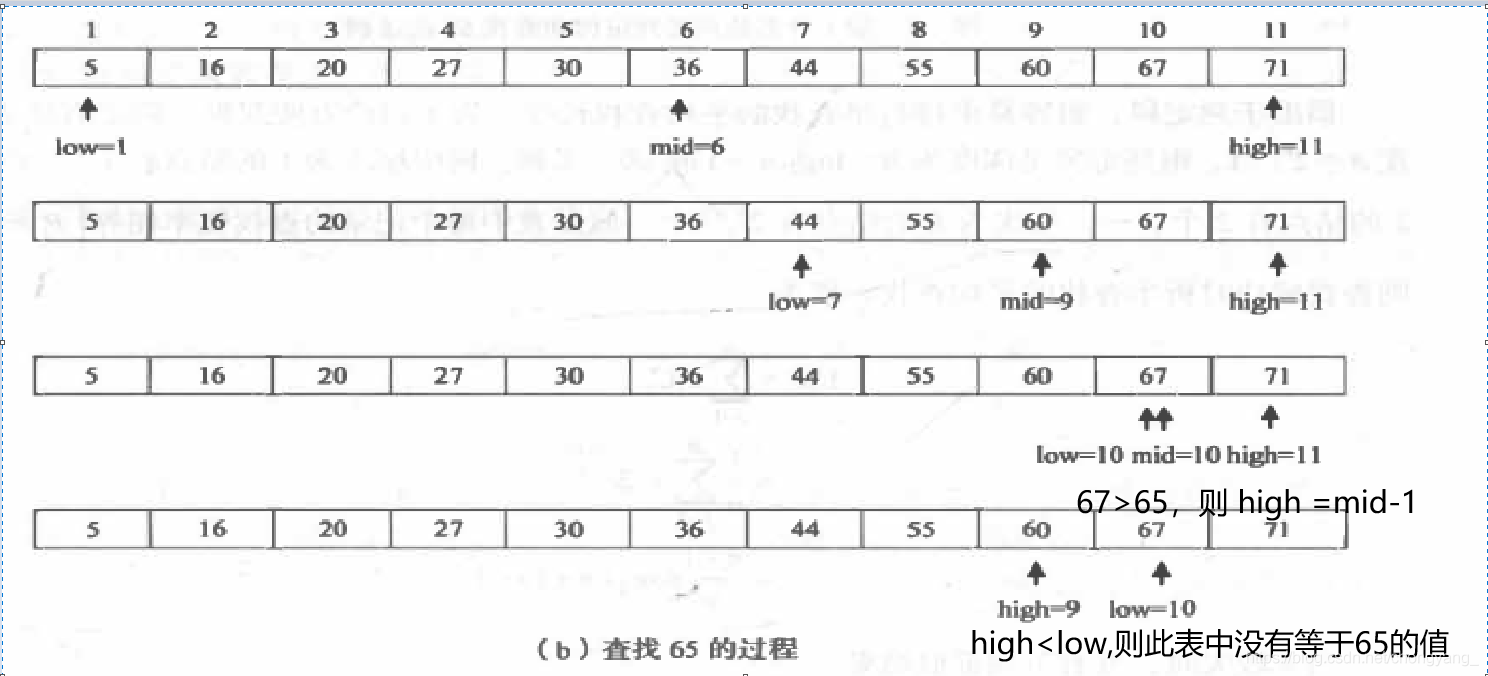 1 2 3 4 5 6 7 8 9 10 11
5 16 20 27 30 36 44 55 60 67 71
low=1 mid=6 high=11
5 16 20 27 30 36 44 55 60 67 71
low=7 mid=9 high=11
5 16 20 27 30 36 44 55 60 67 71
low=10 mid=10 high=11
67>65，则 high =mid-1
5 16 20 27 30 36 44 55 60 67 71
high=9 low=10
（b）查找 65 的过程
high<low,则此表中没有等于65的值
https://blog.csdn.net/chongyang_